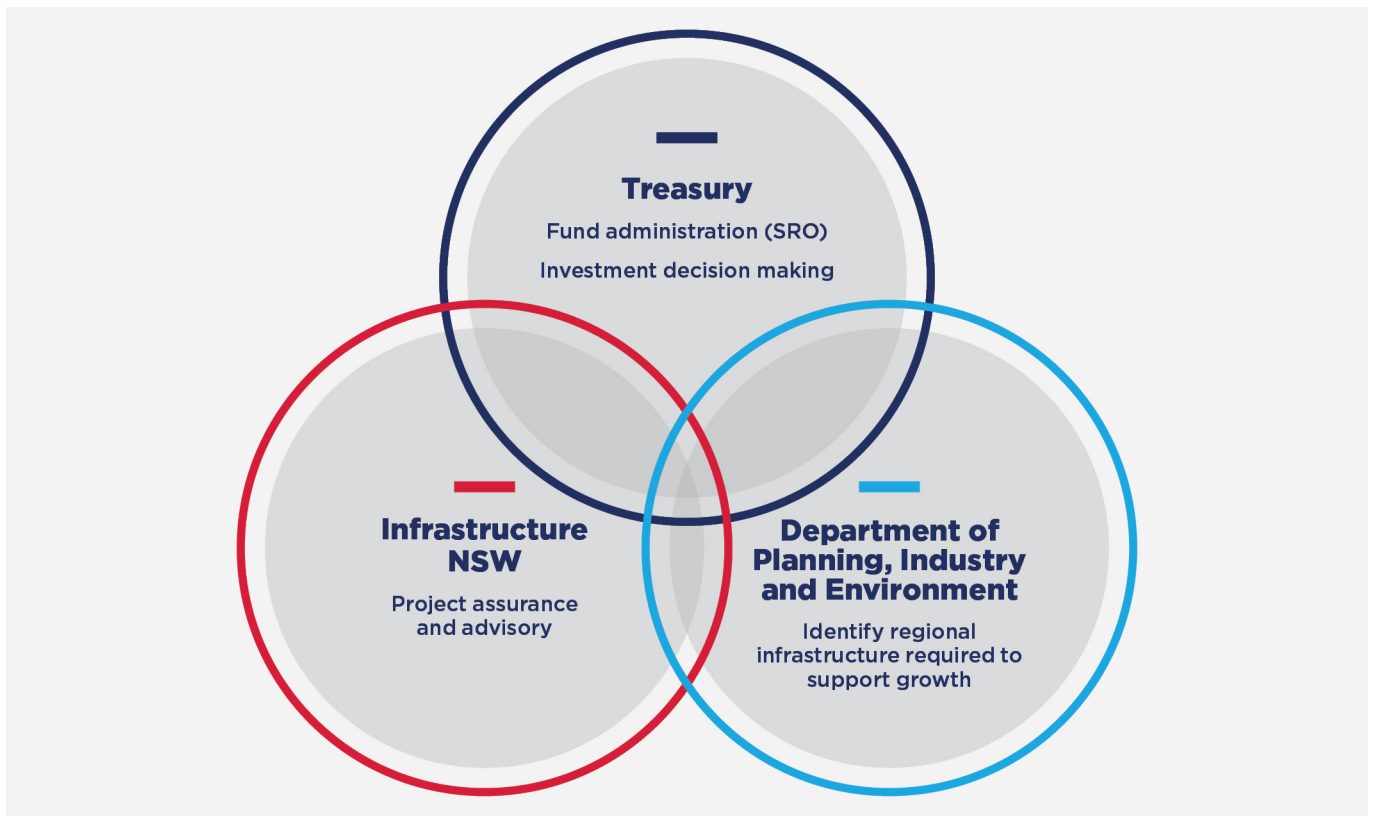 Treasury
Fund administration (SRO)
Investment decision making
Infrastructure
NSW
Project assurance
and advisory
Department of
Planning, Industry
and Environment
Identify regional
infrastructure required to
support growth